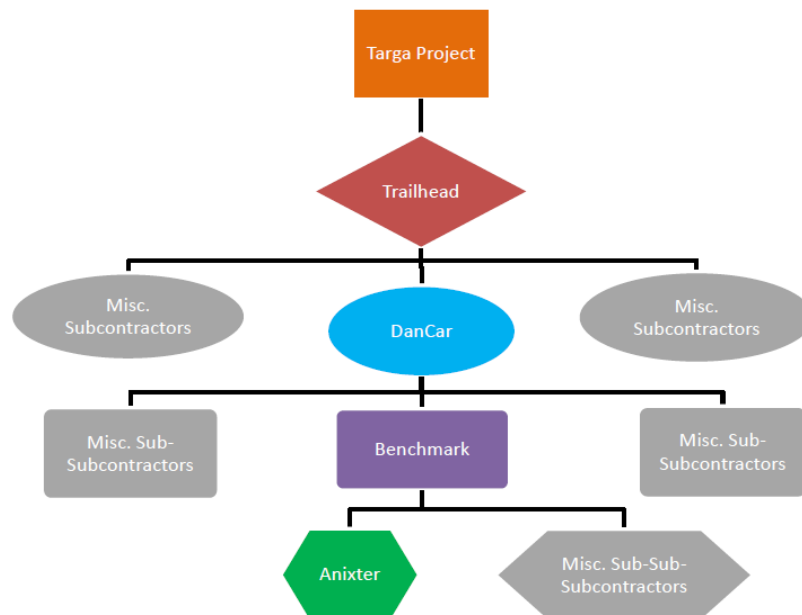 Targa Project
Trailhead
Misc.
Subcontractors
DanCar
Misc.
Subcontractors
Misc. Sub-
Subcontractors
Benchmark
Misc. Sub-
Subcontractors
Anixter
Misc. Sub-Sub-
Subcontractors